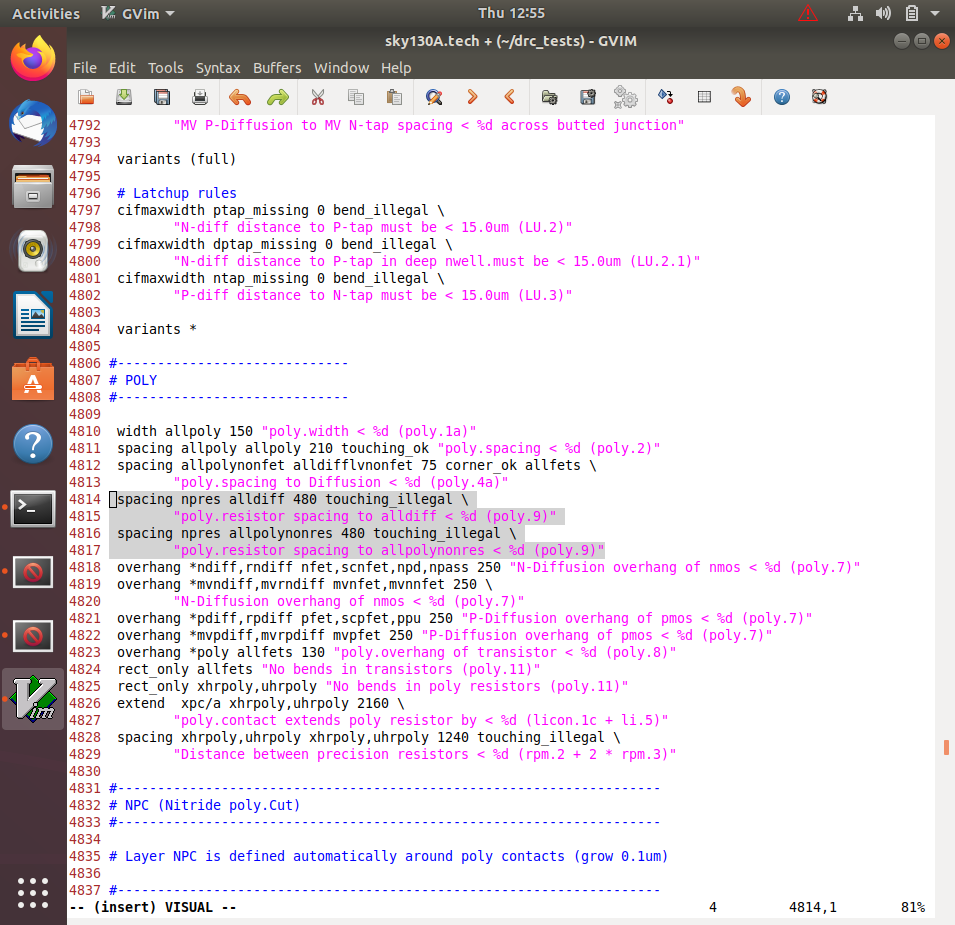 Activities GVim Thu 12:55
sky130A.tech + (~/drc_tests) - GVIM
File Edit Tools Syntax Buffers Window Help
4792 "MV P-Diffusion to MV N-tap spacing < %d across butted junction"
4793
4794 variants (full)
4795
4796 # Latchup rules
4797 cifmaxwidth ptap_missing 0 bend_illegal \
4798 "N-diff distance to P-tap must be < 15.0um (LU.2)"
4799 cifmaxwidth dptap_missing 0 bend_illegal \
4800 "N-diff distance to P-tap in deep nwell.must be < 15.0um (LU.2.1)"
4801 cifmaxwidth ntap_missing 0 bend_illegal \
4802 "P-diff distance to N-tap must be < 15.0um (LU.3)"
4803
4804 variants *
4805
4806 #-----------------------------
4807 # POLY
4808 #-----------------------------
4809
4810 width allpoly 150 "poly.width < %d (poly.1a)"
4811 spacing allpoly allpoly 210 touching_ok "poly.spacing < %d (poly.2)"
4812 spacing allpolynonfet alldifflvnonfet 75 corner_ok allfets \
4813 "poly.spacing to Diffusion < %d (poly.4a)"
4814 spacing npres alldiff 480 touching_illegal \
4815 "poly.resistor spacing to alldiff < %d (poly.9)"
4816 spacing npres allpolynonres 480 touching_illegal \
4817 "poly.resistor spacing to allpolynonres < %d (poly.9)"
4818 overhang *ndiff,rndiff nfet,scnfet,npd,npass 250 "N-Diffusion overhang of nmos < %d (poly.7)"
4819 overhang *mvndiff,mvrndiff mvnfet,mvnnfet 250 \
4820 "N-Diffusion overhang of nmos < %d (poly.7)"
4821 overhang *pdiff,rpdiff pfet,scpfet,ppu 250 "P-Diffusion overhang of pmos < %d (poly.7)"
4822 overhang *mvpdiff,mvrpdiff mvpfet 250 "P-Diffusion overhang of pmos < %d (poly.7)"
4823 overhang *poly allfets 130 "poly.overhang of transistor < %d (poly.8)"
4824 rect_only allfets "No bends in transistors (poly.11)"
4825 rect_only xhrpoly,uhrpoly "No bends in poly resistors (poly.11)"
4826 extend  xpc/a xhrpoly,uhrpoly 2160 \
4827 "poly.contact extends poly resistor by < %d (licon.1c + li.5)"
4828 spacing xhrpoly,uhrpoly xhrpoly,uhrpoly 1240 touching_illegal \
4829 "Distance between precision resistors < %d (rpm.2 + 2 * rpm.3)"
4830
4831 #--------------------------------------------------------------------
4832 # NPC (Nitride poly.Cut)
4833 #--------------------------------------------------------------------
4834
4835 # Layer NPC is defined automatically around poly contacts (grow 0.1um)
4836
4837 #--------------------------------------------------------------------
-- (insert) VISUAL -- 4 4814,1 81%